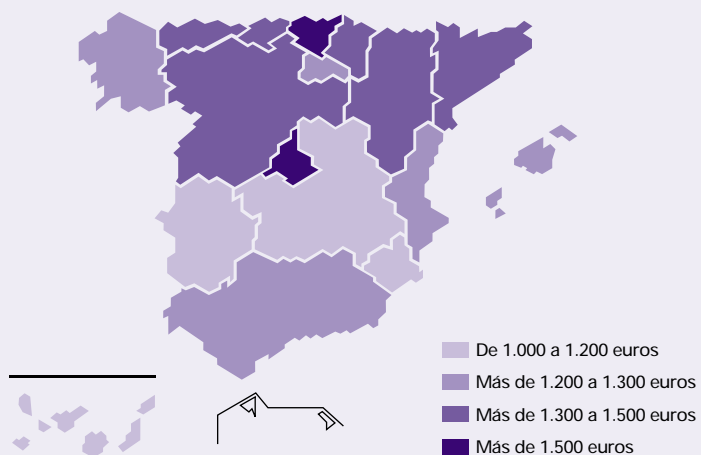 De 1.000 a 1.200 euros
Más de 1.200 a 1.300 euros
Más de 1.300 a 1.500 euros
Más de 1.500 euros